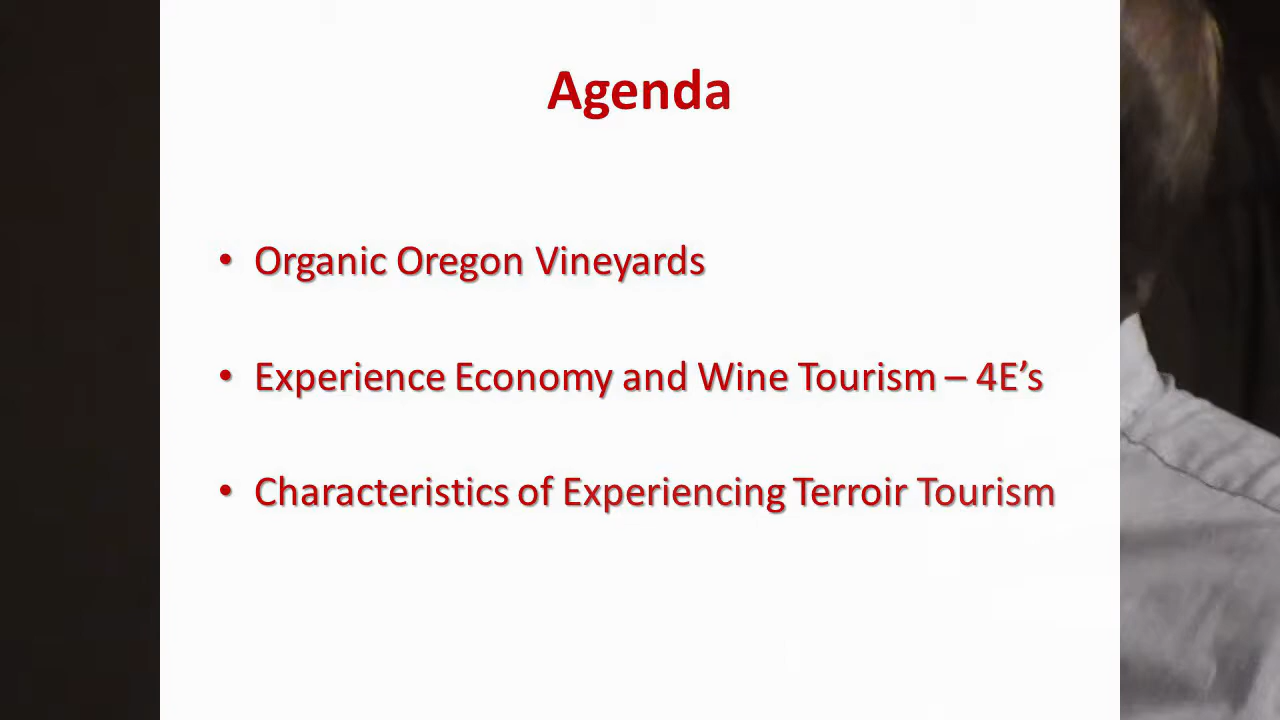 Agenda
• Organic Oregon Vineyards
• Experience Economy and Wine Tourism – 4E’s
• Characteristics of Experiencing Terroir Tourism